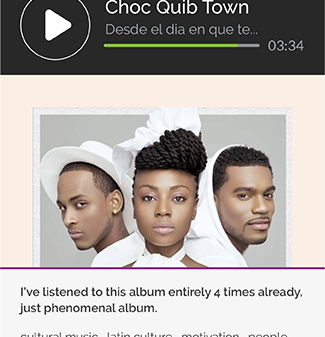 Choc Quib Town
Desde el dia en que te...
03:34
I've listened to this album entirely 4 times already,
just phenomenal album.
cultural music latin culture motivation people